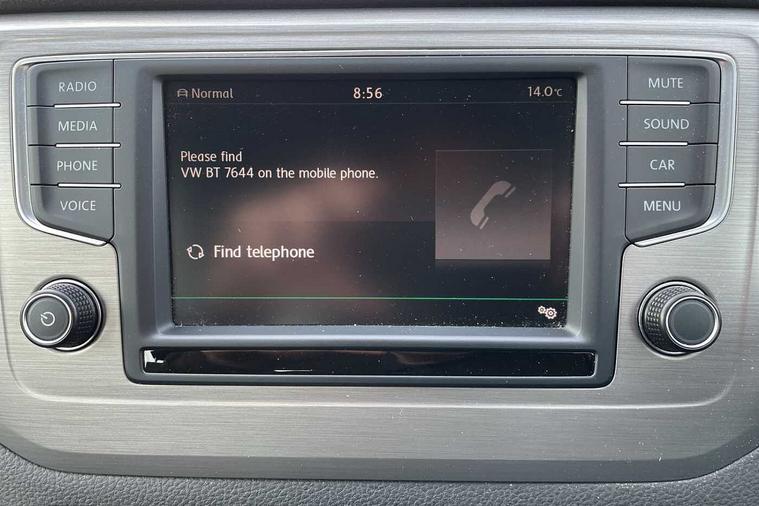 RADIO
MEDIA
PHONE
VOICE
Normal
8:56
14.0°C
Please find
VW BT 7644 on the mobile phone.
Find telephone
MUTE
SOUND
CAR
MENU